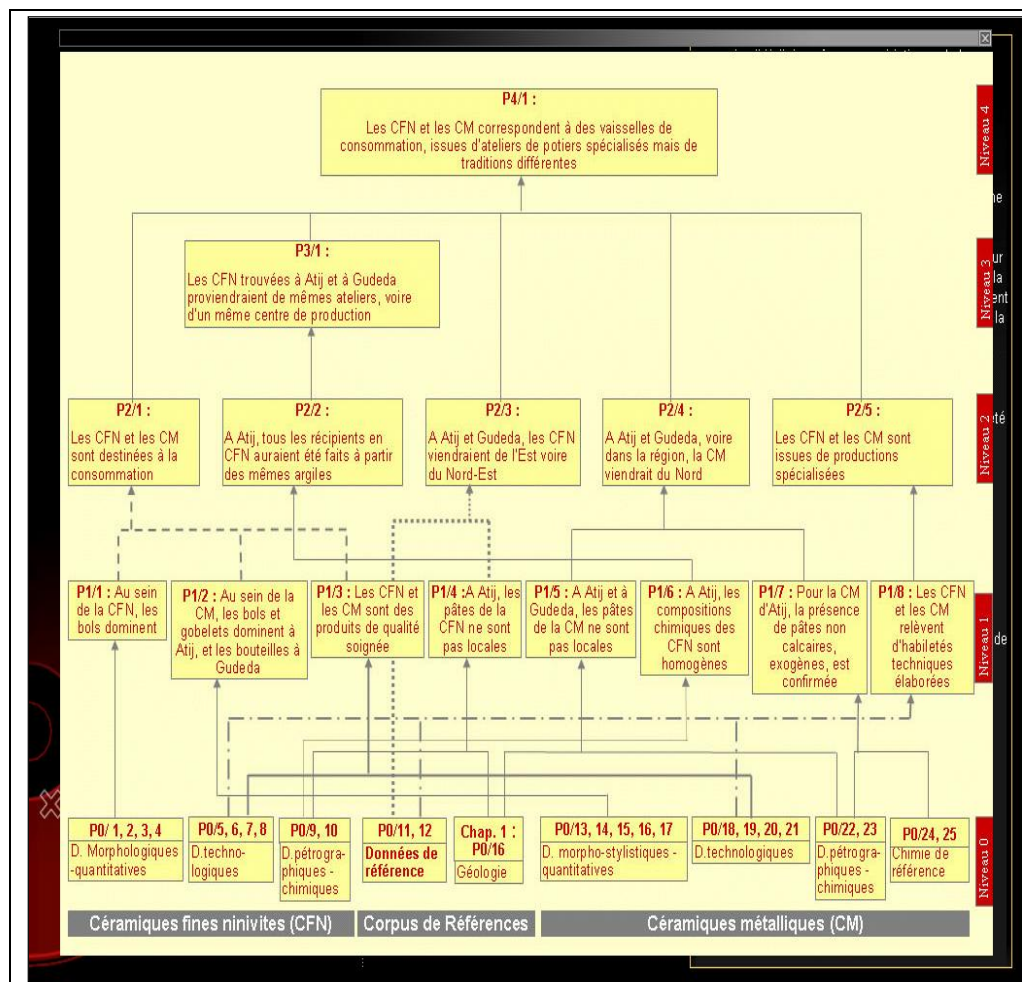 P4/1 :
Les CFN et les CM correspondent à des vaisselles de
consommation, issues d'ateliers de potiers spécialisés mais de
traditions différentes
Niveau 4
P3/1 :
Les CFN trouvées à Atij et à Gudeda
proviendraient de mêmes ateliers, voire
d'un même centre de production
Niveau 3
P2/1 :
Les CFN et les CM
sont destinées à la
consommation
P2/2 :
A Atij, tous les récipients en
CFN auraient été faits à partir
des mêmes argiles
P2/3 :
A Atij et Gudeda, les CFN
viendraient de l'Est voire
du Nord-Est
P2/4 :
A Atij et Gudeda, voire
dans la région, la CM
viendrait du Nord
P2/5 :
Les CFN et les CM sont
issues de productions
spécialisées
Niveau 2
P1/1 : Au sein
de la CFN, les
bols dominent
P1/2 : Au sein de la
CM, les bols et
gobelets dominent à
Atij, et les bouteilles à
Gudeda
P1/3 : Les CFN et
les CM sont des
produits de qualité
soignée
P1/4 :A Atij, les
pâtes de la
CFN ne sont
pas locales
P1/5 : A Atij et à
Gudeda, les pâtes
de la CM ne sont
pas locales
P1/6 : A Atij, les
compositions
chimiques des
CFN sont
homogènes
P1/7 : Pour la CM
d'Atij, la présence
de pâtes non
calcaires,
exogènes, est
confirmée
P1/8 : Les CFN
et les CM
relèvent
d'habiletés
techniques
élaborées
Niveau 1
P0/ 1, 2, 3, 4
D. Morphologiques
-quantitatives
P0/5, 6, 7, 8
D.techno-
logiques
P0/9, 10
D.pétrogra-
phiques -
chimiques
P0/11, 12
Données de
référence
Chap. 1 :
P0/16
Géologie
P0/13, 14, 15, 16, 17
D. morpho-stylistiques -
quantitatives
P0/18, 19, 20, 21
D.technologiques
P0/22, 23
D.pétrogra-
phiques
-chimiques
P0/24, 25
Chimie de
référence
Niveau 0
Céramiques fines ninivites (CFN)
Corpus de Références
Céramiques métalliques (CM)
ne
ur
la
ent
la
té
de